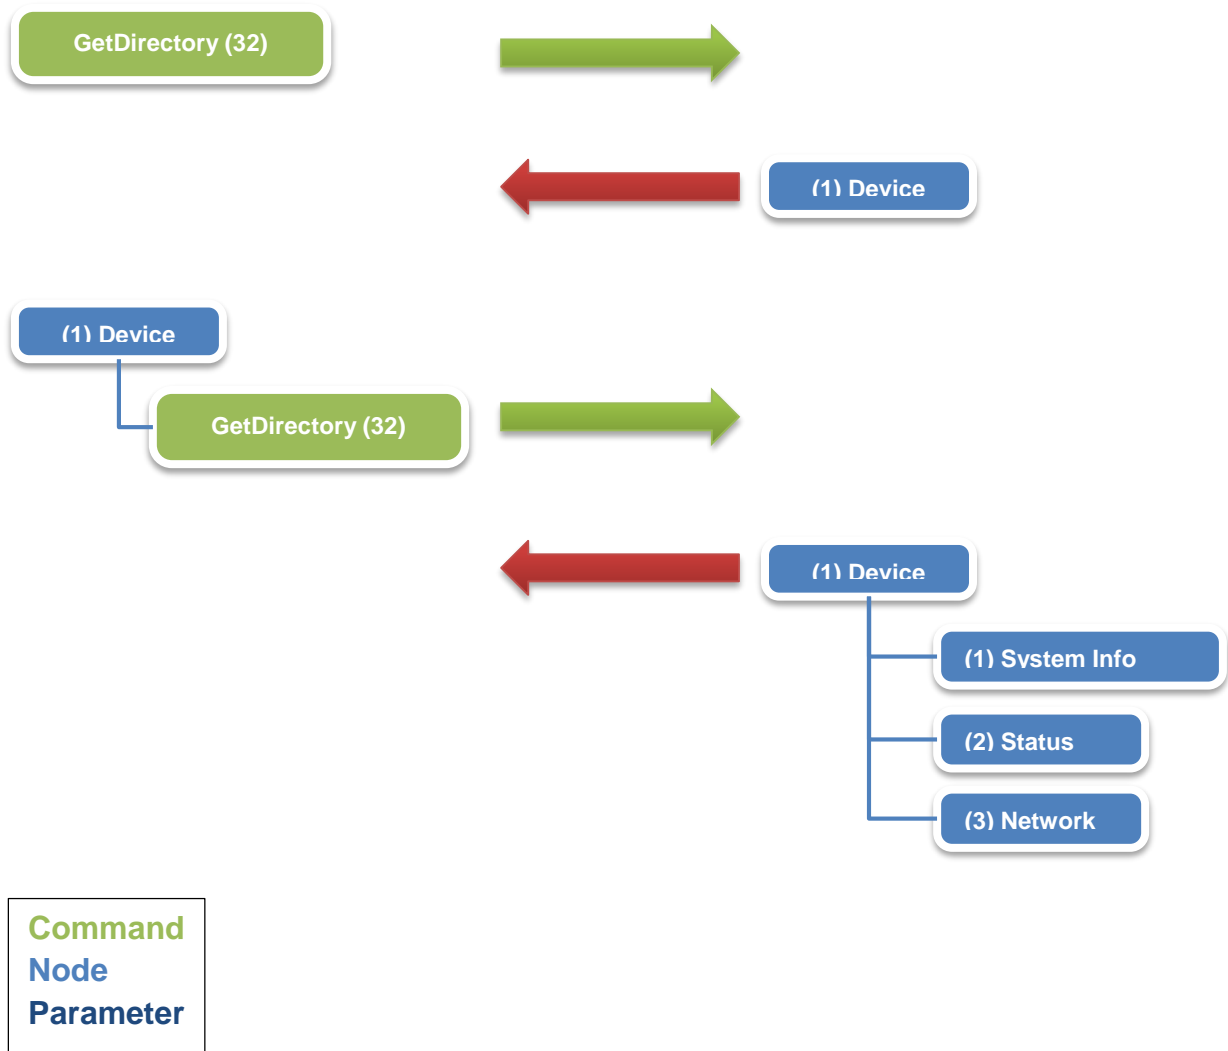 GetDirectory (32)
(1) Device
(1) Device
GetDirectory (32)
(1) Device
(1) System Info
(2) Status
(3) Network
Command
Node
Parameter